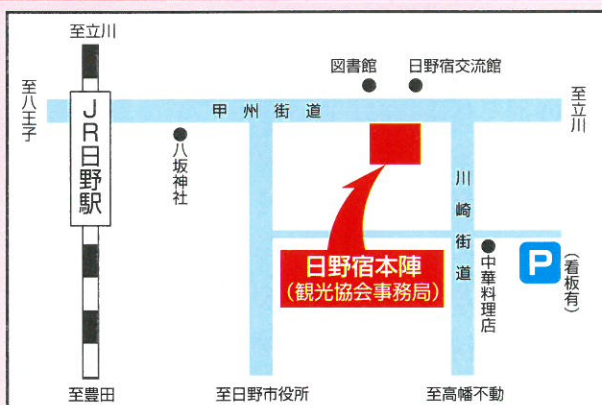 至立川
図書館
日野宿交流館
至八王子
至立川
甲州街道
JR日野駅
八坂神社
川崎街道
日野宿本陣
(観光協会事務局)
中華料理店
P
(看板有)
至豊田
至日野市役所
至高幡不動